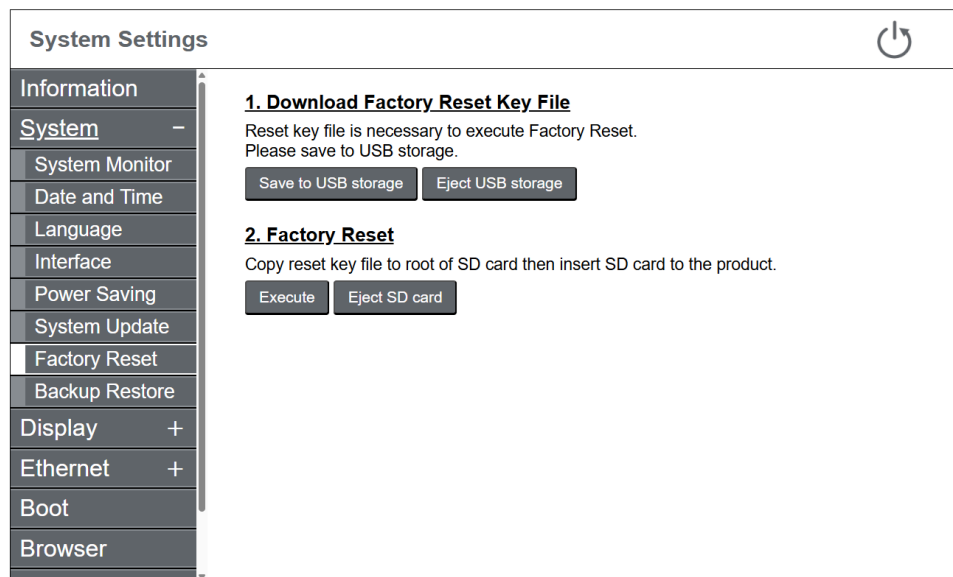 System Settings
Information
System −
System Monitor
Date and Time
Language
Interface
Power Saving
System Update
Factory Reset
Backup Restore
Display +
Ethernet +
Boot
Browser
1. Download Factory Reset Key File
Reset key file is necessary to execute Factory Reset.
Please save to USB storage.
Save to USB storage Eject USB storage
2. Factory Reset
Copy reset key file to root of SD card then insert SD card to the product.
Execute Eject SD card